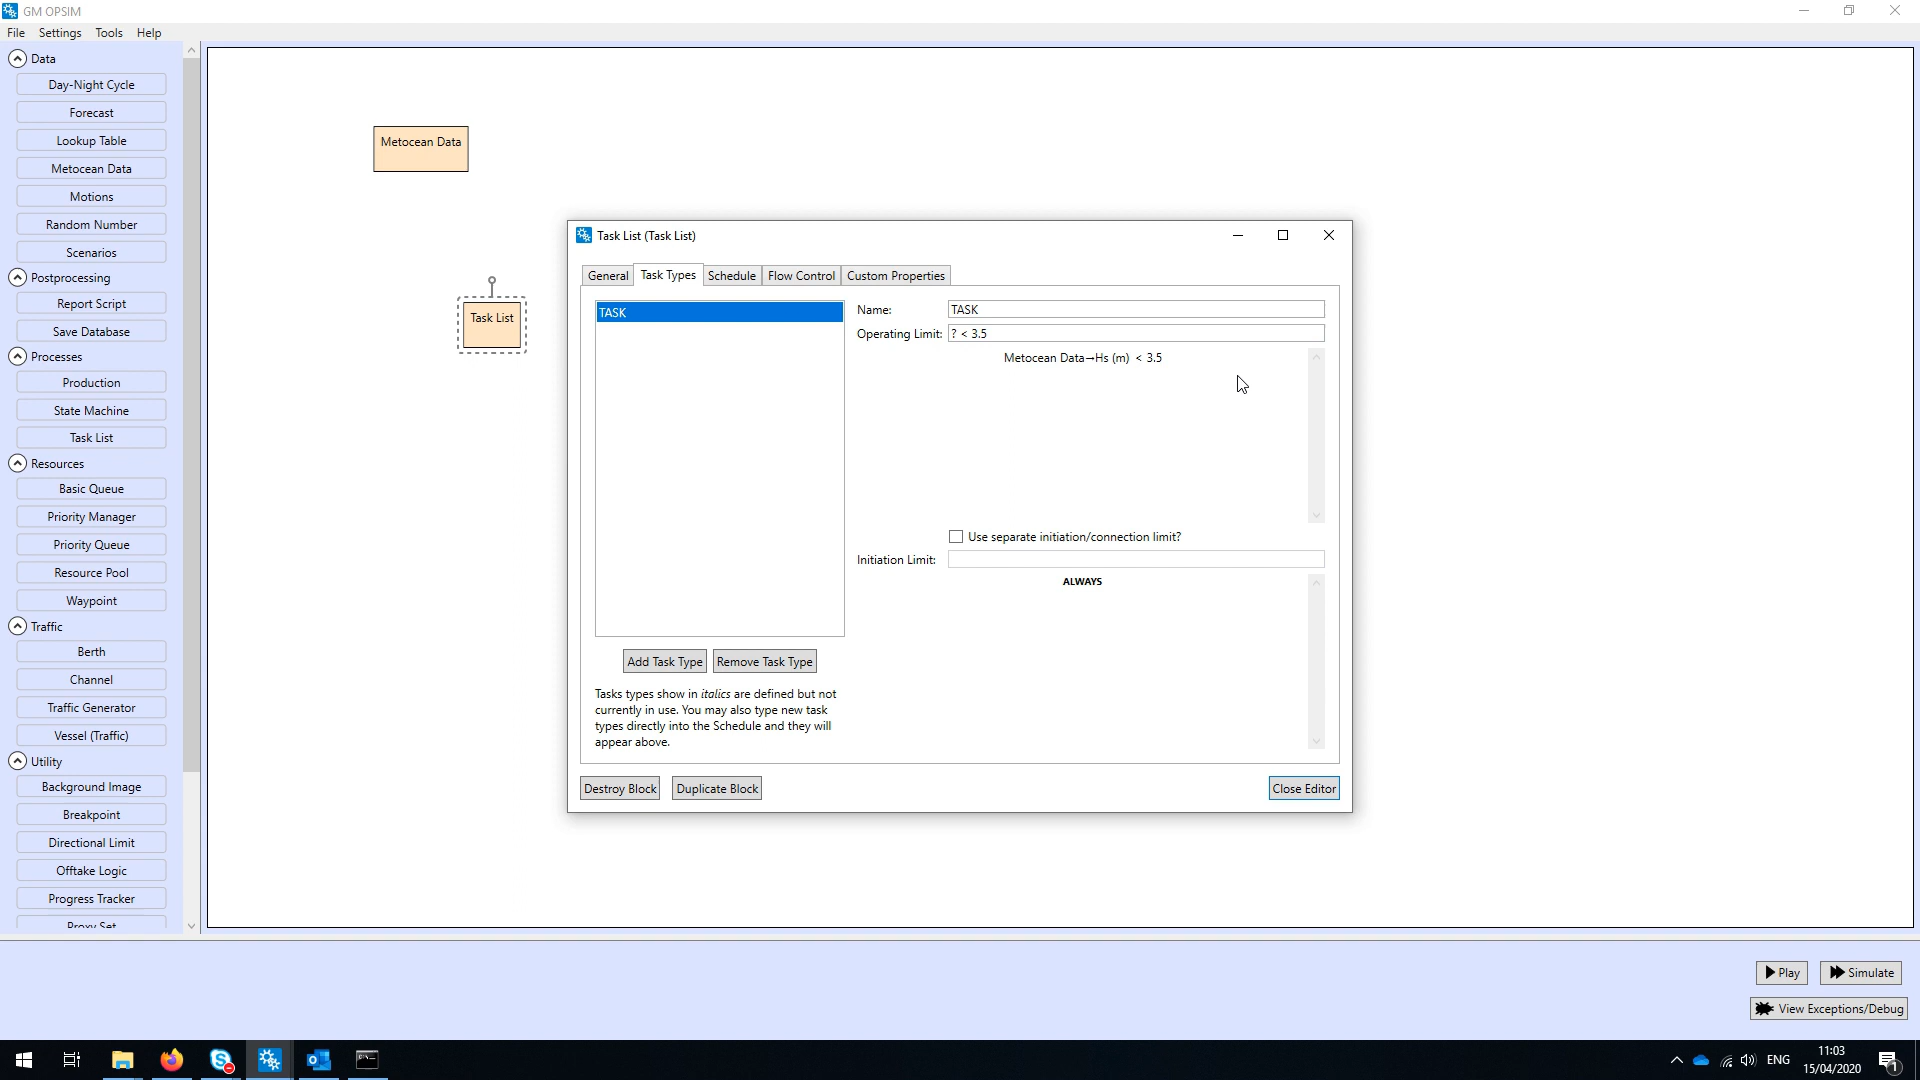 GM OPSIM
File Settings Tools Help
Data
Day-Night Cycle
Forecast
Lookup Table
Metocean Data
Motions
Random Number
Scenarios
Postprocessing
Report Script
Save Database
Processes
Production
State Machine
Task List
Resources
Basic Queue
Priority Manager
Priority Queue
Resource Pool
Waypoint
Traffic
Berth
Channel
Traffic Generator
Vessel (Traffic)
Utility
Background Image
Breakpoint
Directional Limit
Offtake Logic
Progress Tracker
Proxy Set
Metocean Data
Task List
Task List (Task List)
General Task Types Schedule Flow Control Custom Properties
TASK
Name: TASK
Operating Limit: ? < 3.5
Metocean Data→Hs (m) < 3.5
Use separate initiation/connection limit?
Initiation Limit:
ALWAYS
Add Task Type Remove Task Type
Tasks types show in italics are defined but not
currently in use. You may also type new task
types directly into the Schedule and they will
appear above.
Destroy Block Duplicate Block Close Editor
Play Simulate
View Exceptions/Debug
ENG
11:03
15/04/2020
1